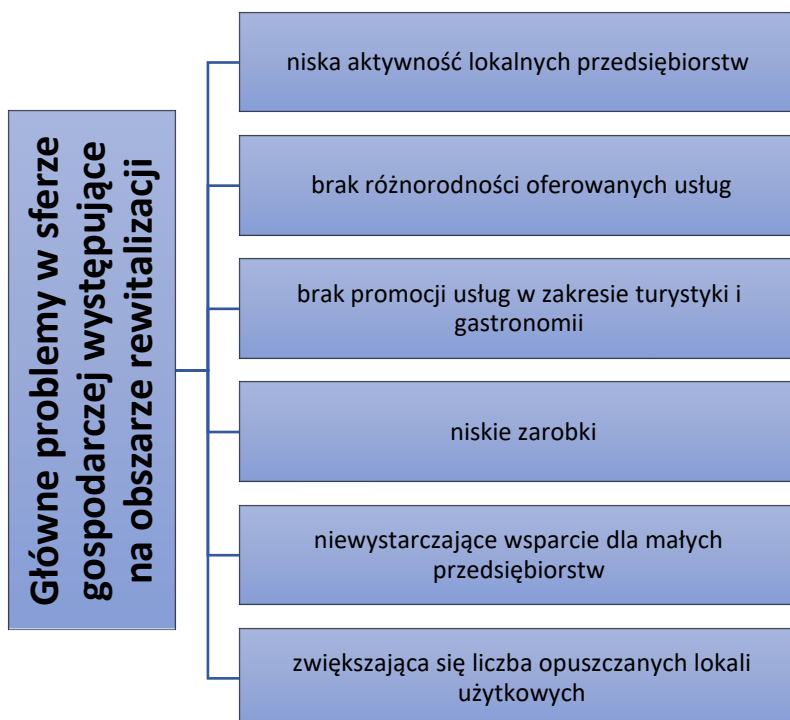 Główne problemy w sferze
gospodarczej występujące
na obszarze rewitalizacji
niska aktywność lokalnych przedsiębiorstw
brak różnorodności oferowanych usług
brak promocji usług w zakresie turystyki i
gastronomii
niskie zarobki
niewystarczające wsparcie dla małych
przedsiębiorstw
zwiększająca się liczba opuszczanych lokali
użytkowych